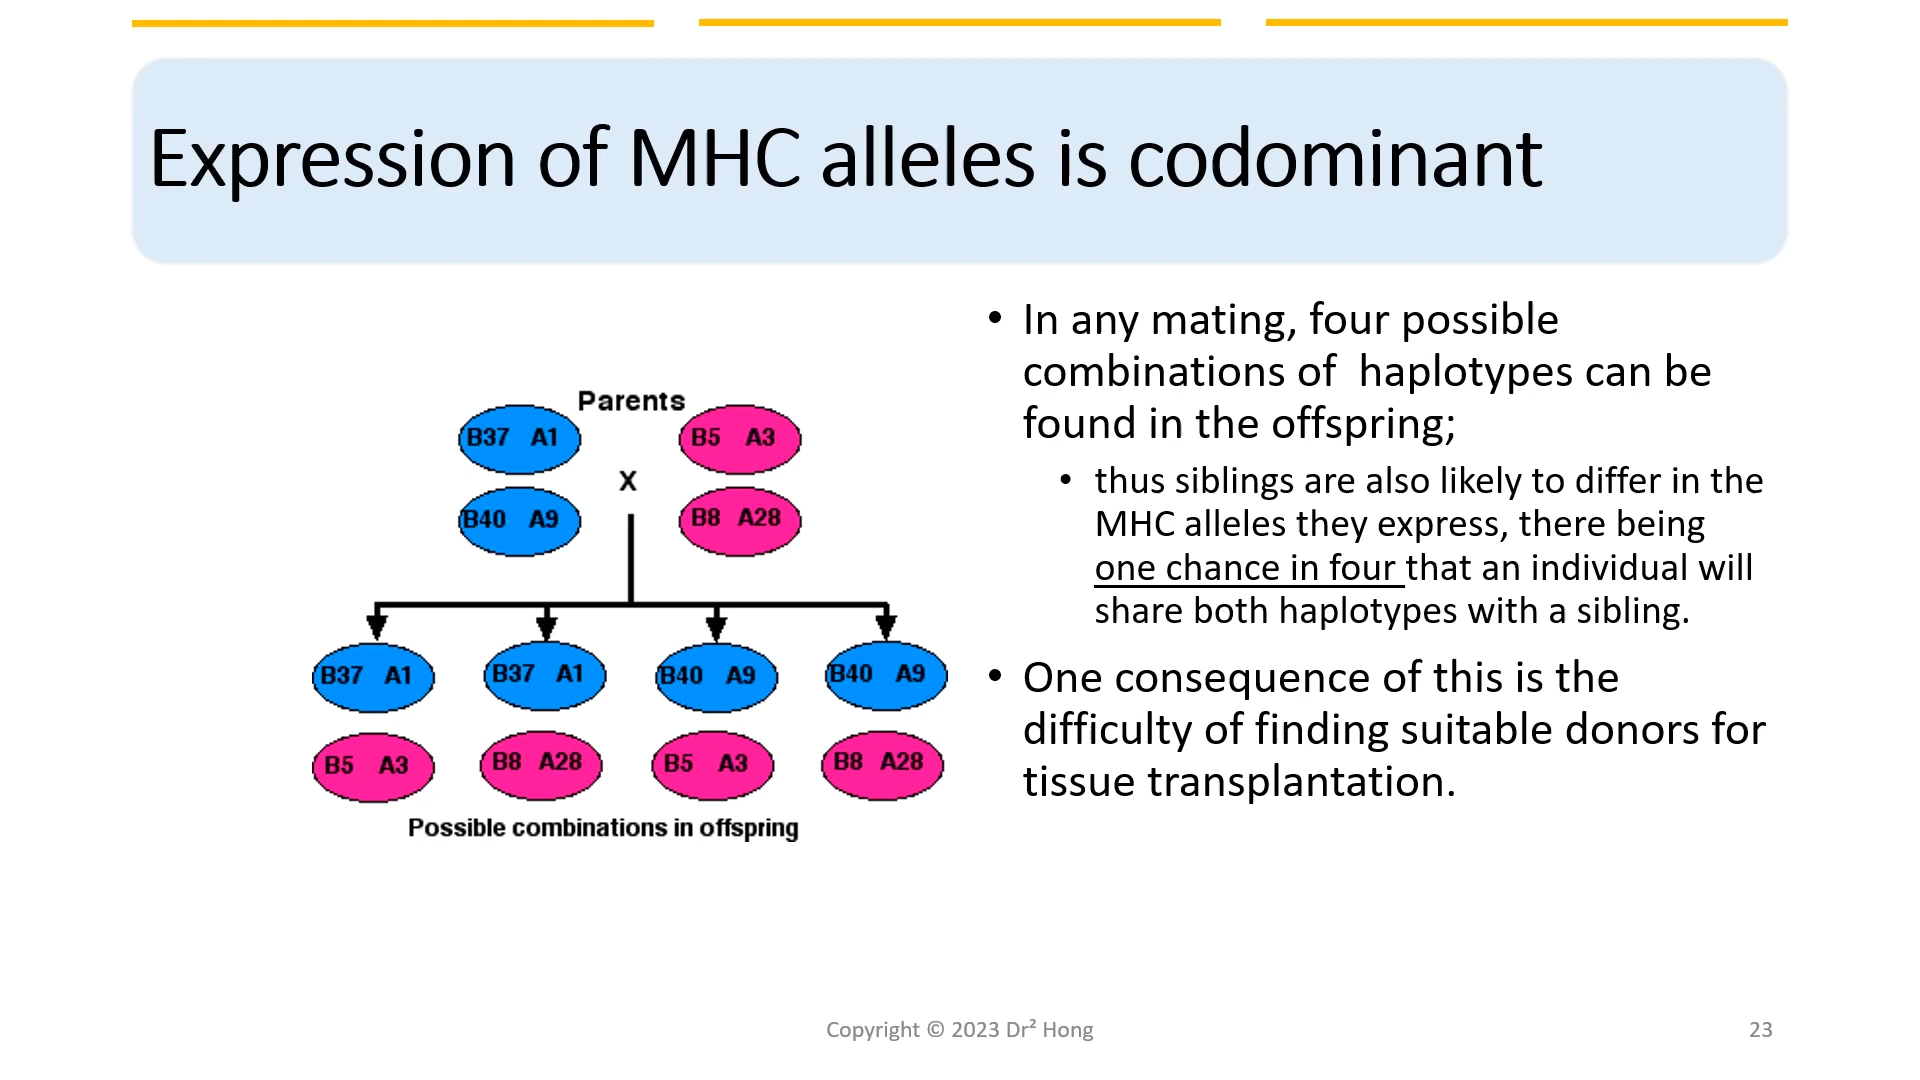 Expression of MHC alleles is codominant
Parents
B37 A1
B5 A3
X
B40 A9
B8 A28
B37 A1
B37 A1
B40 A9
B40 A9
B5 A3
B8 A28
B5 A3
B8 A28
Possible combinations in offspring
• In any mating, four possible
combinations of haplotypes can be
found in the offspring;
• thus siblings are also likely to differ in the
MHC alleles they express, there being
one chance in four that an individual will
share both haplotypes with a sibling.
• One consequence of this is the
difficulty of finding suitable donors for
tissue transplantation.
Copyright © 2023 Dr² Hong
23